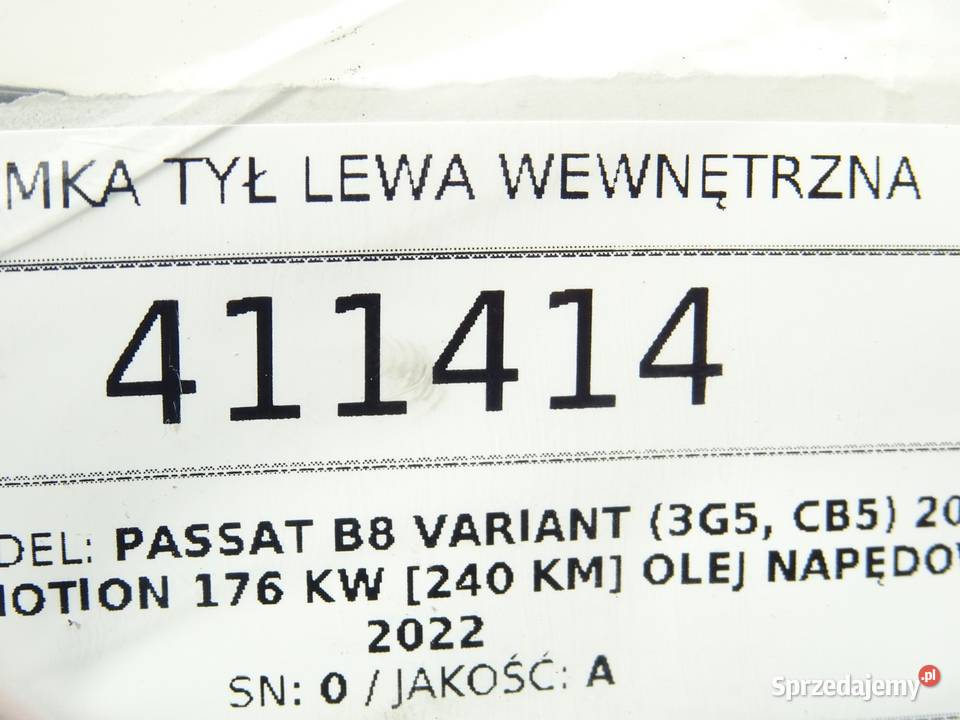 MKA TYŁ LEWA WEWNĘTRZNA
411414
DEL: PASSAT B8 VARIANT (3G5, CB5) 20
MOTION 176 KW [240 KM] OLEJ NAPĘDOW
2022
SN: 0 / JAKOŚĆ: A
Sprzedajemy.pl